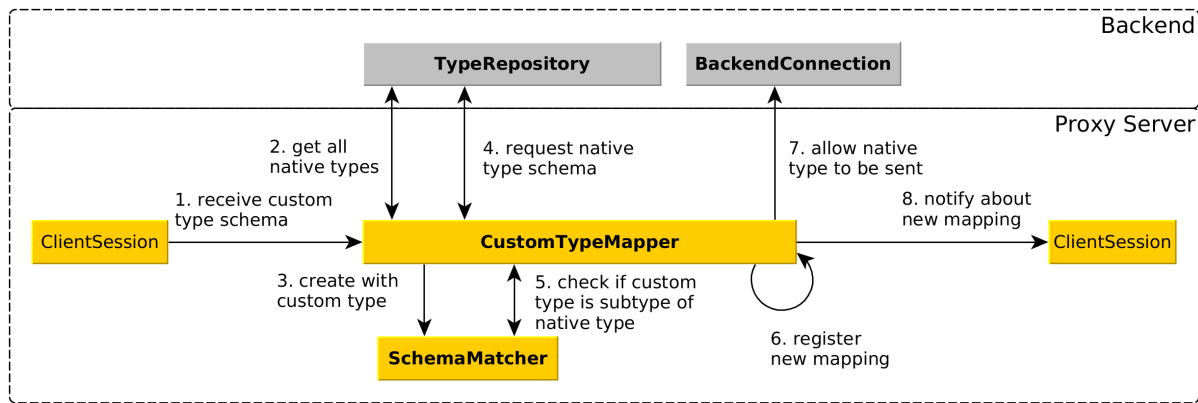 Backend
TypeRepository
BackendConnection
Proxy Server
2. get all
native types
4. request native
type schema
7. allow native
type to be sent
1. receive custom
type schema
8. notify about
new mapping
ClientSession
CustomTypeMapper
ClientSession
3. create with
custom type
5. check if custom
type is subtype of
native type
6. register
new mapping
SchemaMatcher